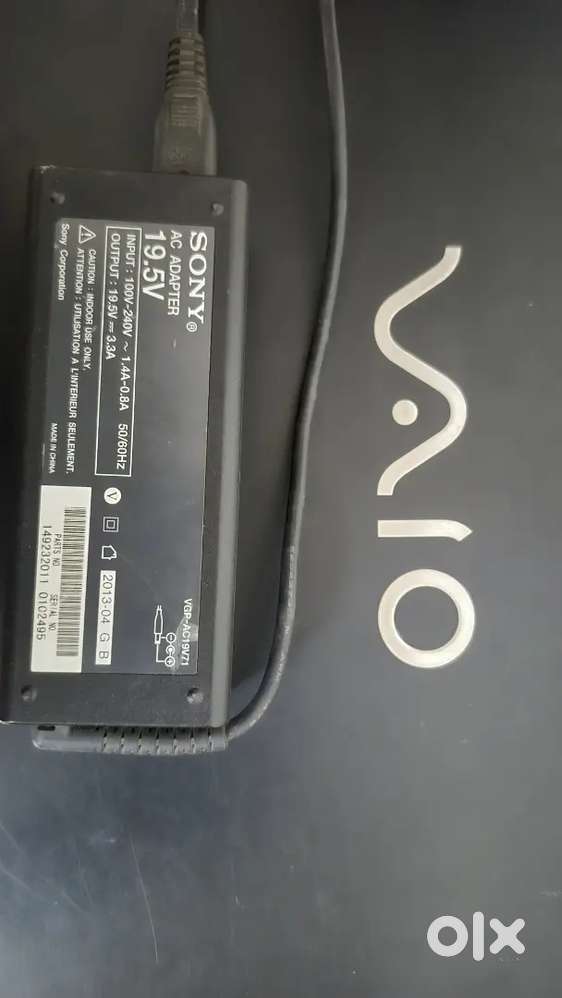 SONY®
AC ADAPTER
19.5V
INPUT : 100V-240V ~ 1.4A-0.8A 50/60Hz
OUTPUT : 19.5V ⎓ 3.3A
CAUTION : INDOOR USE ONLY.
ATTENTION : UTILISATION A L'INTERIEUR SEULEMENT.
Sony Corporation
MADE IN CHINA
V
2013-04 G B
VGP-AC19V71
PARTS NO. SERIAL NO.
149232011 0102495
VAIO
olx